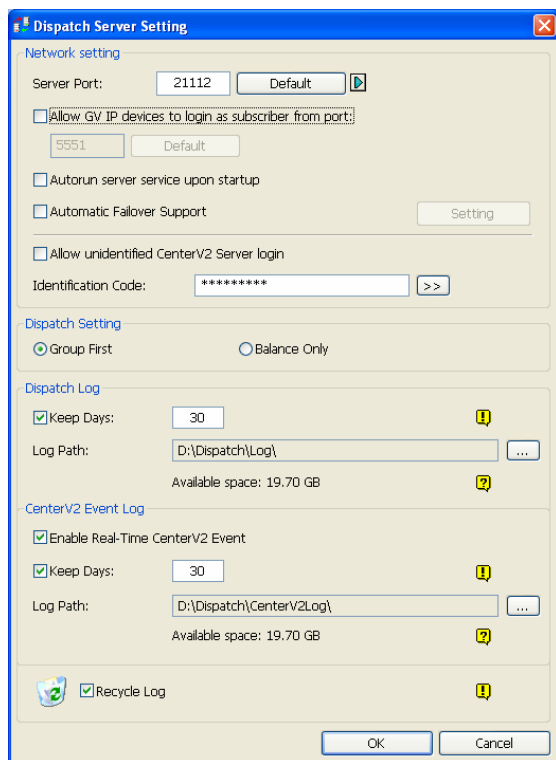 Dispatch Server Setting
Network setting
Server Port: 21112 Default
Allow GV IP devices to login as subscriber from port:
5551 Default
Autorun server service upon startup
Automatic Failover Support Setting
Allow unidentified CenterV2 Server login
Identification Code: ********* >>
Dispatch Setting
Group First Balance Only
Dispatch Log
Keep Days: 30
Log Path: D:\Dispatch\Log\ ...
Available space: 19.70 GB
CenterV2 Event Log
Enable Real-Time CenterV2 Event
Keep Days: 30
Log Path: D:\Dispatch\CenterV2Log\ ...
Available space: 19.70 GB
Recycle Log
OK Cancel